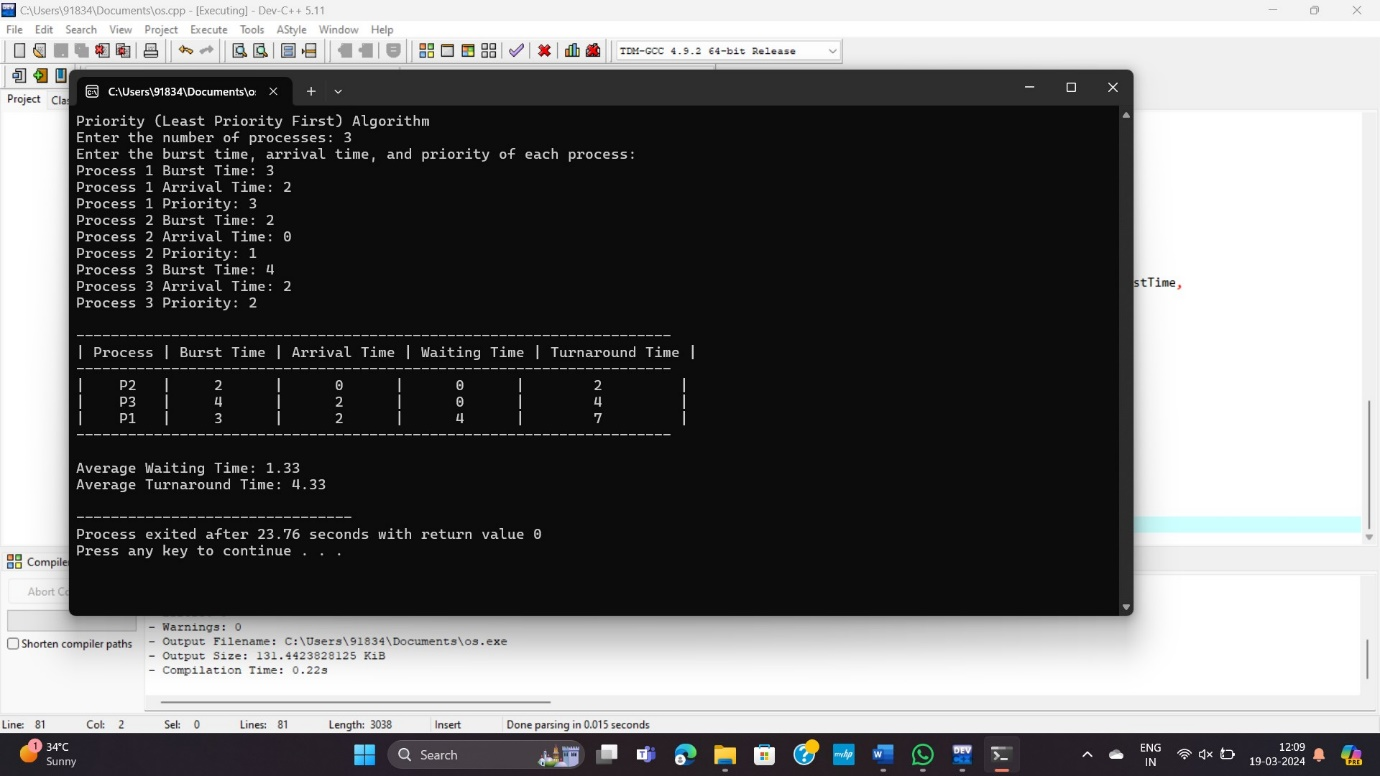 C:\Users\91834\Documents\os.cpp - [Executing] - Dev-C++ 5.11
File Edit Search View Project Execute Tools AStyle Window Help
TDM-GCC 4.9.2 64-bit Release
Project
C:\Users\91834\Documents\o:
Priority (Least Priority First) Algorithm
Enter the number of processes: 3
Enter the burst time, arrival time, and priority of each process:
Process 1 Burst Time: 3
Process 1 Arrival Time: 2
Process 1 Priority: 3
Process 2 Burst Time: 2
Process 2 Arrival Time: 0
Process 2 Priority: 1
Process 3 Burst Time: 4
Process 3 Arrival Time: 2
Process 3 Priority: 2
| Process | Burst Time | Arrival Time | Waiting Time | Turnaround Time |
| P2 | 2 | 0 | 0 | 2 |
| P3 | 4 | 2 | 0 | 4 |
| P1 | 3 | 2 | 4 | 7 |
Average Waiting Time: 1.33
Average Turnaround Time: 4.33
Process exited after 23.76 seconds with return value 0
Press any key to continue . . .
stTime,
Compile
Abort Co
Shorten compiler paths
- Warnings: 0
- Output Filename: C:\Users\91834\Documents\os.exe
- Output Size: 131.4423828125 KiB
- Compilation Time: 0.22s
Line: 81 Col: 2 Sel: 0 Lines: 81 Length: 3038 Insert Done parsing in 0.015 seconds
1
34°C
Sunny
Search
myhp
DEV
ENG
IN
12:09
19-03-2024
PRE